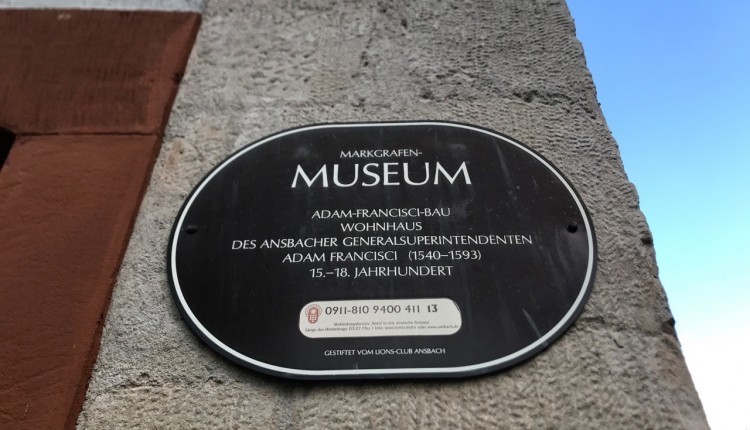 MARKGRAFEN-
MUSEUM
ADAM-FRANCISCI-BAU
WOHNHAUS
DES ANSBACHER GENERALSUPERINTENDENTEN
ADAM FRANCISCI (1540–1593)
15.–18. JAHRHUNDERT
0911-810 9400 411 13
GESTIFTET VOM LIONS-CLUB ANSBACH